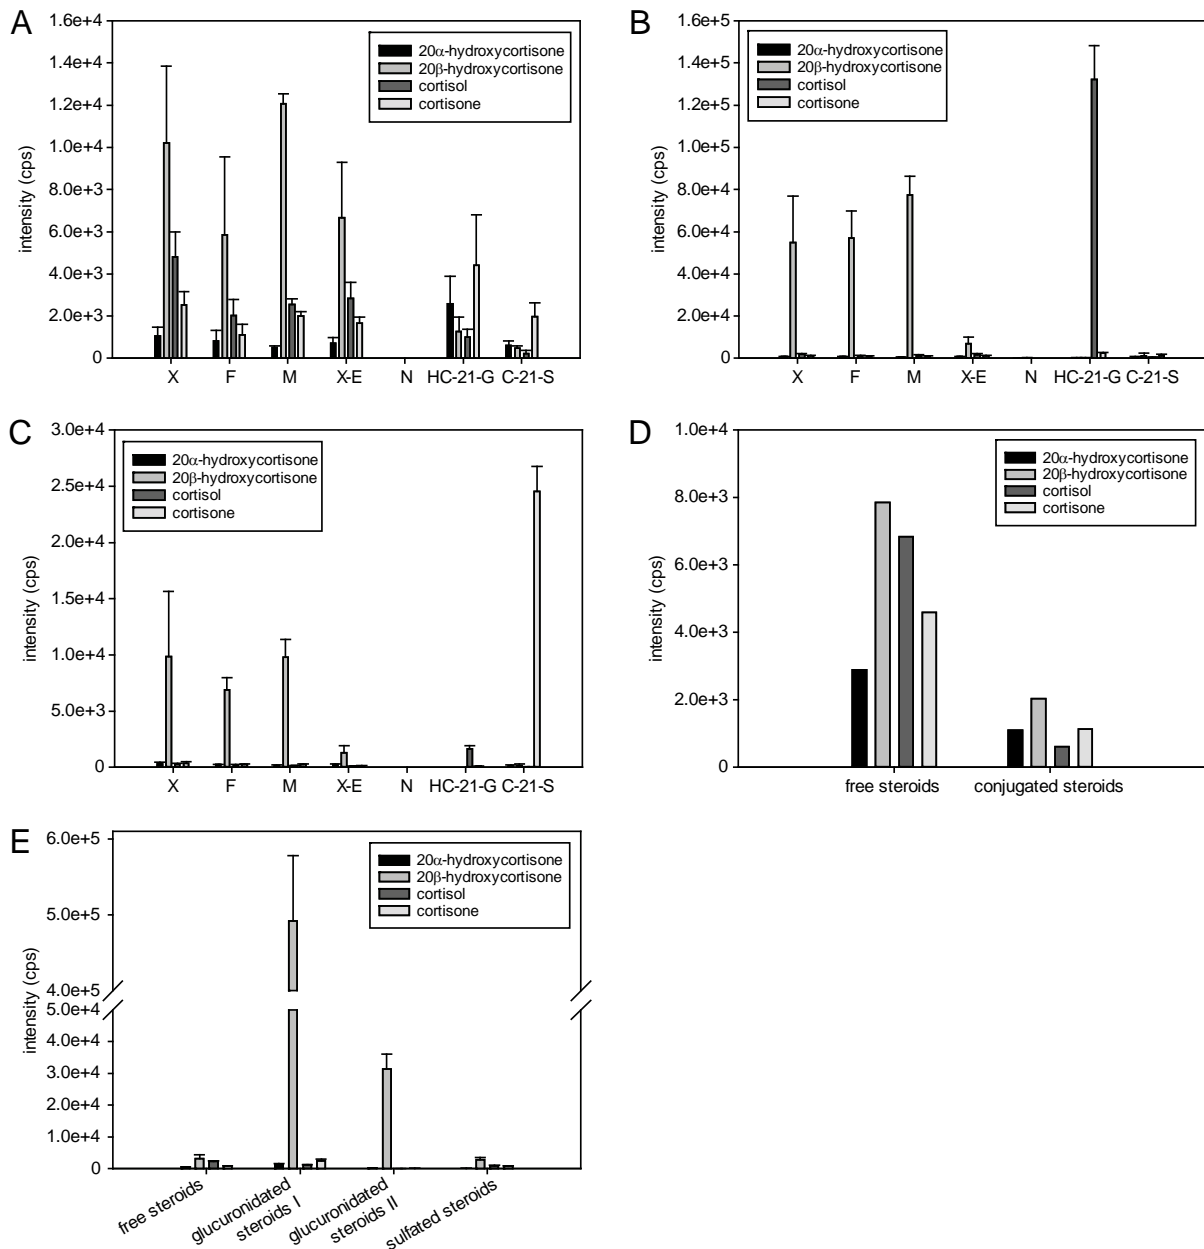 A
intensity (cps)
1.6e+4
1.4e+4
1.2e+4
1.0e+4
8.0e+3
6.0e+3
4.0e+3
2.0e+3
0
20α-hydroxycortisone
20β-hydroxycortisone
cortisol
cortisone
X F M X-E N HC-21-G C-21-S
B
intensity (cps)
1.6e+5
1.4e+5
1.2e+5
1.0e+5
8.0e+4
6.0e+4
4.0e+4
2.0e+4
0
20α-hydroxycortisone
20β-hydroxycortisone
cortisol
cortisone
X F M X-E N HC-21-G C-21-S
C
intensity (cps)
3.0e+4
2.5e+4
2.0e+4
1.5e+4
1.0e+4
5.0e+3
0
20α-hydroxycortisone
20β-hydroxycortisone
cortisol
cortisone
X F M X-E N HC-21-G C-21-S
D
intensity (cps)
1.0e+4
8.0e+3
6.0e+3
4.0e+3
2.0e+3
0
20α-hydroxycortisone
20β-hydroxycortisone
cortisol
cortisone
free steroids conjugated steroids
E
intensity (cps)
6.0e+5
5.0e+5
4.0e+5
5.0e+4
4.0e+4
3.0e+4
2.0e+4
1.0e+4
0
20α-hydroxycortisone
20β-hydroxycortisone
cortisol
cortisone
free steroids
glucuronidated
steroids I
glucuronidated
steroids II
sulfated steroids